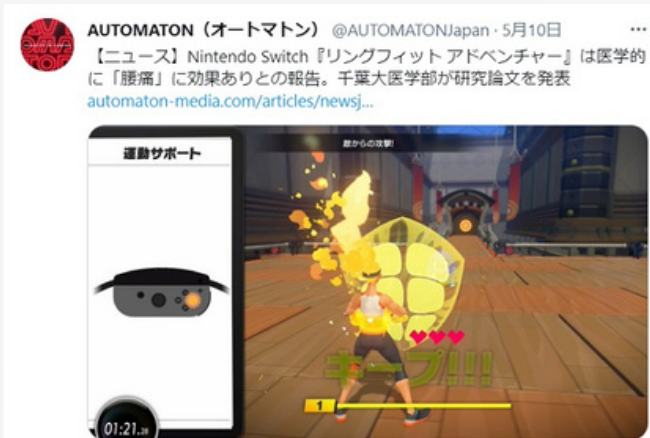 AUTOMATON（オートマトン） @AUTOMATONJapan · 5月10日
【ニュース】Nintendo Switch『リングフィット アドベンチャー』は医学的
に「腰痛」に効果ありとの報告。千葉大医学部が研究論文を発表
automaton-media.com/articles/newsj...
運動サポート
敵からの攻撃!
キープ!!!
1
01:21.28